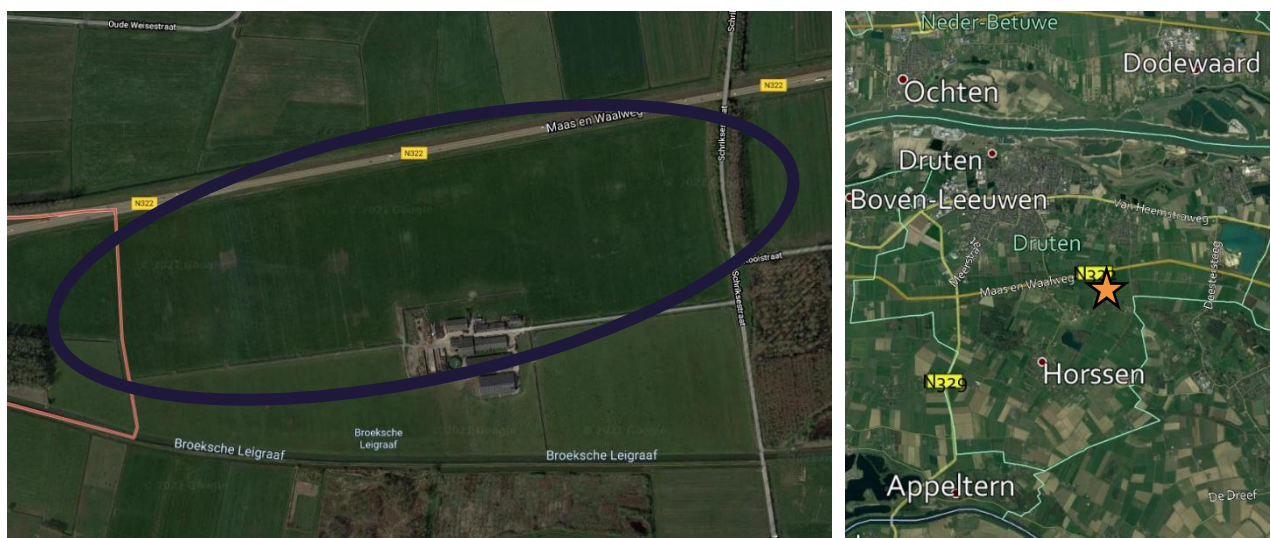 Oude Weisestraat
N322
Maas en Waalweg
N322
N322
Schriksestraat
Schriksestraat
Broeksche Leigraaf
Broeksche
Leigraaf
Broeksche Leigraaf
Neder-Betuwe
Dodewaard
Ochten
Druten
Boven-Leeuwen
Van Heemstraweg
Druten
Meerstraat
Deestersteeg
Maas en Waalweg
N329
Horssen
Appeltern
De Dreef